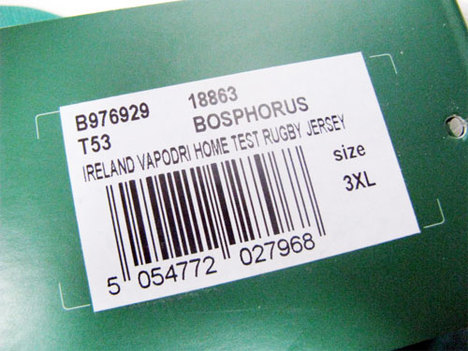 B976929 18863
T53 BOSPHORUS
IRELAND VAPODRI HOME TEST RUGBY JERSEY
size
3XL
5 054772 027968